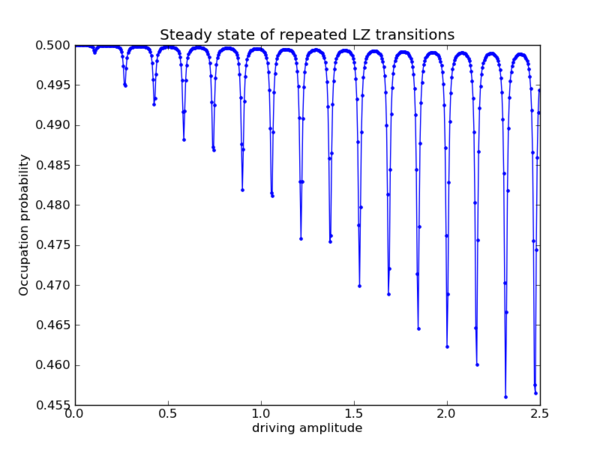 Steady state of repeated LZ transitions
Occupation probability
0.500
0.495
0.490
0.485
0.480
0.475
0.470
0.465
0.460
0.455
0.0 0.5 1.0 1.5 2.0 2.5
driving amplitude